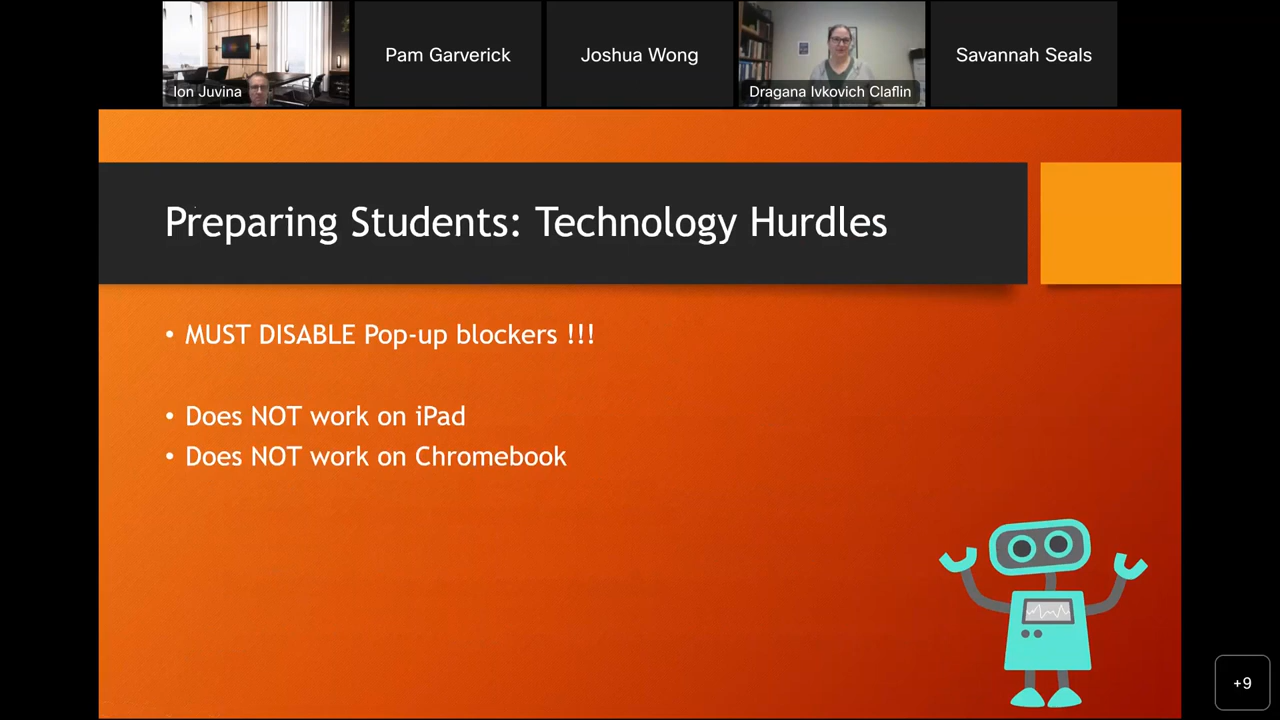 Ion Juvina
Pam Garverick
Joshua Wong
Dragana Ivkovich Claflin
Savannah Seals
Preparing Students: Technology Hurdles
• MUST DISABLE Pop-up blockers !!!
• Does NOT work on iPad
• Does NOT work on Chromebook
+9